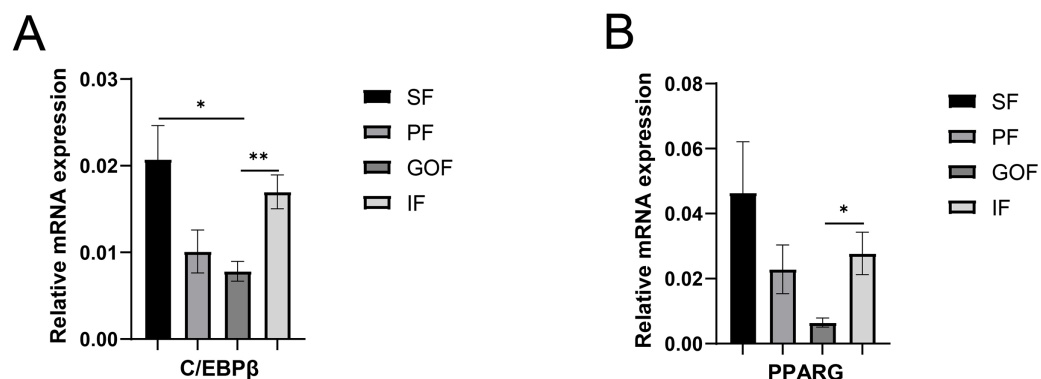 A
Relative mRNA expression
0.03
0.02
0.01
0.00
*
**
C/EBPβ
SF
PF
GOF
IF
B
Relative mRNA expression
0.08
0.06
0.04
0.02
0.00
*
PPARG
SF
PF
GOF
IF